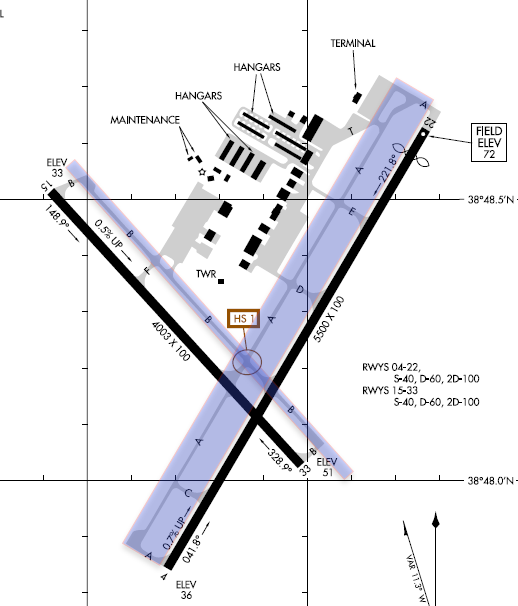 L
TERMINAL
HANGARS
HANGARS
MAINTENANCE
A
22
FIELD
ELEV
72
T
221.8°
A
E
ELEV
33
15
B
148.9°
0.5% UP
B
F
38°48.5'N
TWR
D
B
HS 1
A
4003 X 100
5500 X 100
RWYS 04-22,
S-40, D-60, 2D-100
RWYS 15-33
S-40, D-60, 2D-100
B
A
B
328.9°
33
ELEV
51
38°48.0'N
C
0.7% UP
041.8°
A
4
ELEV
36
VAR 11.3° W